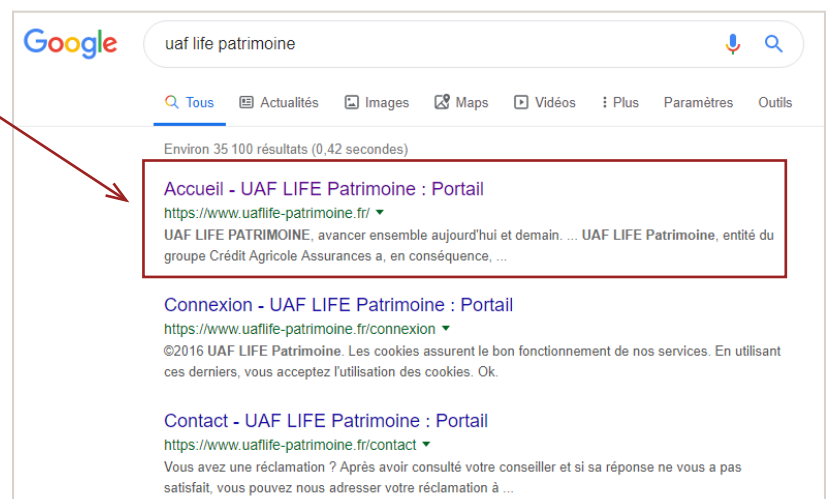 Google
uaf life patrimoine
Tous Actualités Images Maps Vidéos Plus Paramètres Outils
Environ 35 100 résultats (0,42 secondes)
Accueil - UAF LIFE Patrimoine : Portail
https://www.uaflife-patrimoine.fr/
UAF LIFE PATRIMOINE, avancer ensemble aujourd'hui et demain. ... UAF LIFE Patrimoine, entité du
groupe Crédit Agricole Assurances a, en conséquence, ...
Connexion - UAF LIFE Patrimoine : Portail
https://www.uaflife-patrimoine.fr/connexion
©2016 UAF LIFE Patrimoine. Les cookies assurent le bon fonctionnement de nos services. En utilisant
ces derniers, vous acceptez l'utilisation des cookies. Ok.
Contact - UAF LIFE Patrimoine : Portail
https://www.uaflife-patrimoine.fr/contact
Vous avez une réclamation ? Après avoir consulté votre conseiller et si sa réponse ne vous a pas
satisfait, vous pouvez nous adresser votre réclamation à ...